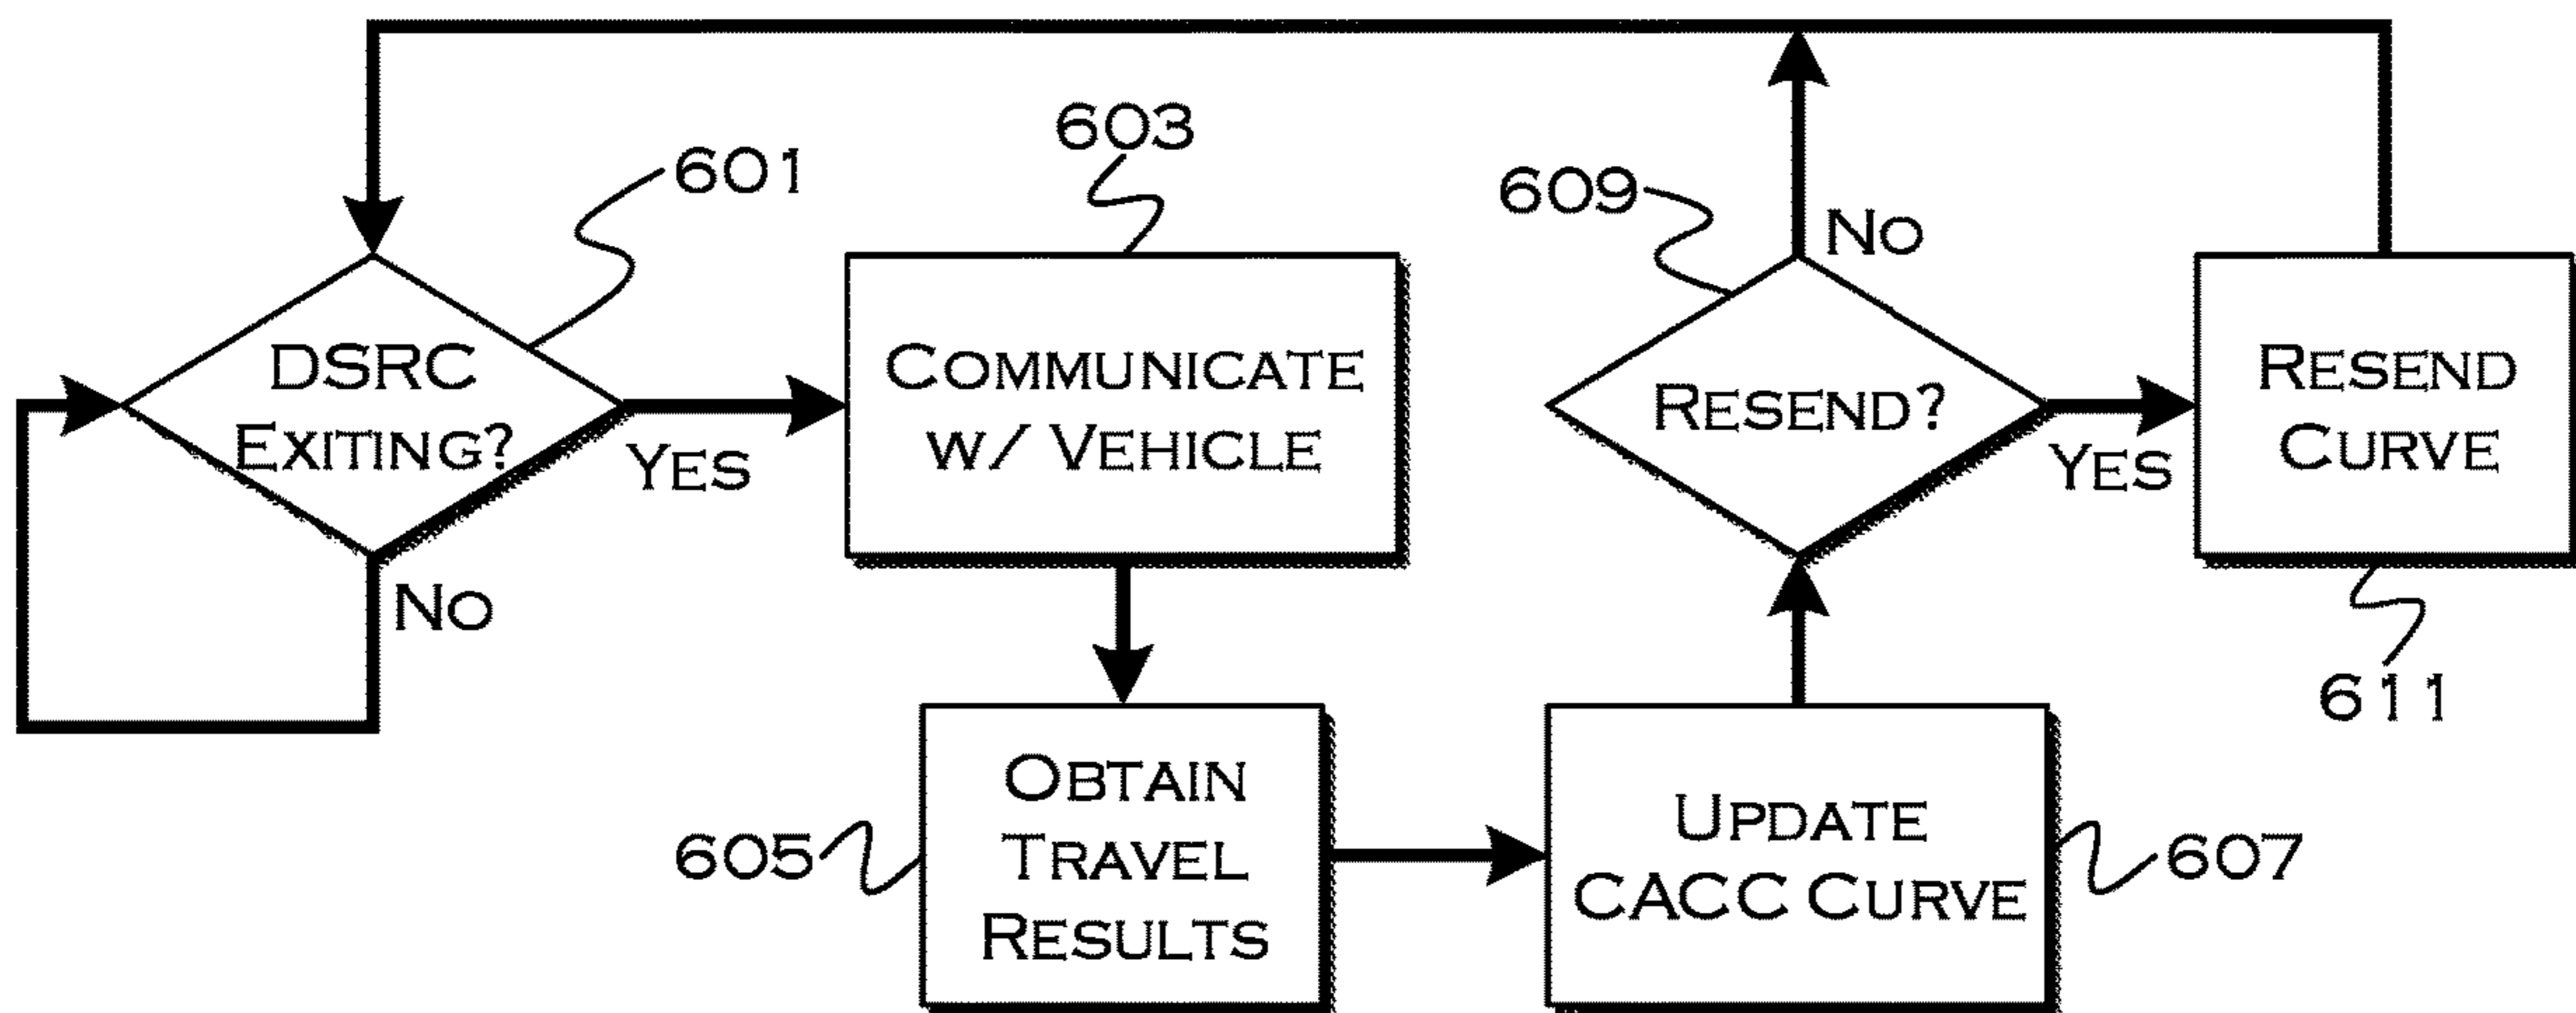 601
DSRC
EXITING?
YES
NO
603
COMMUNICATE
W/ VEHICLE
605
OBTAIN
TRAVEL
RESULTS
UPDATE
CACC CURVE
607
609
RESEND?
NO
YES
RESEND
CURVE
611